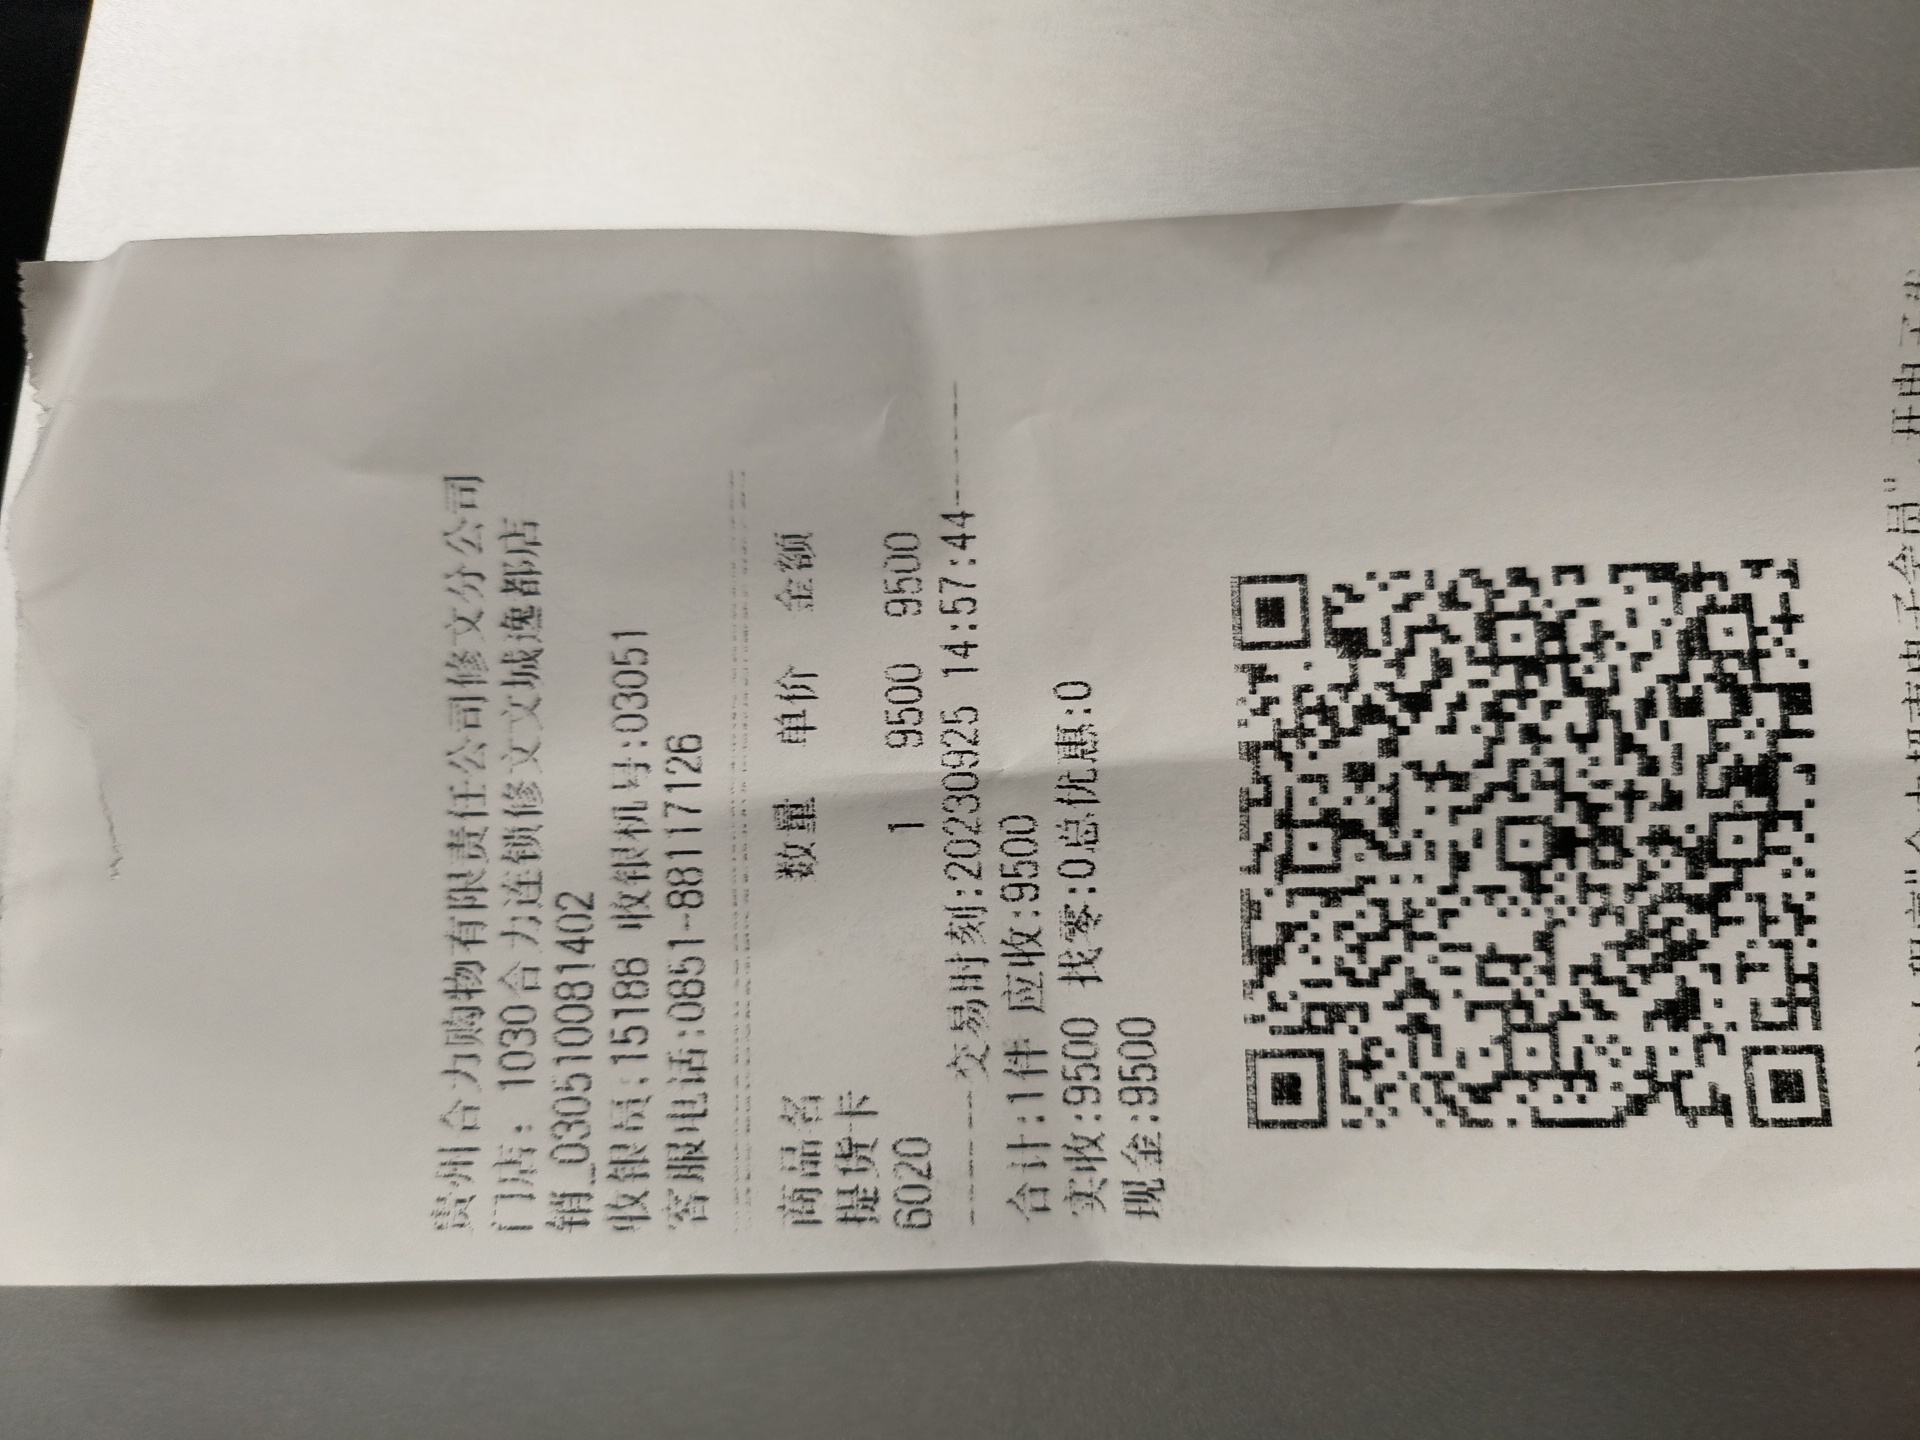 贵州合力购物有限责任公司修文分公司
门店: 1030合力连锁修文文城逸都店
销_030510081402
收银员:15188 收银机号:03051
客服电话:0851-88117126
商品名 数量 单价 金额
提货卡
6020 1 9500 9500
------交易时刻:20230925 14:57:44------
合计:1件 应收:9500
实收:9500 找零:0总优惠:0
现金:9500